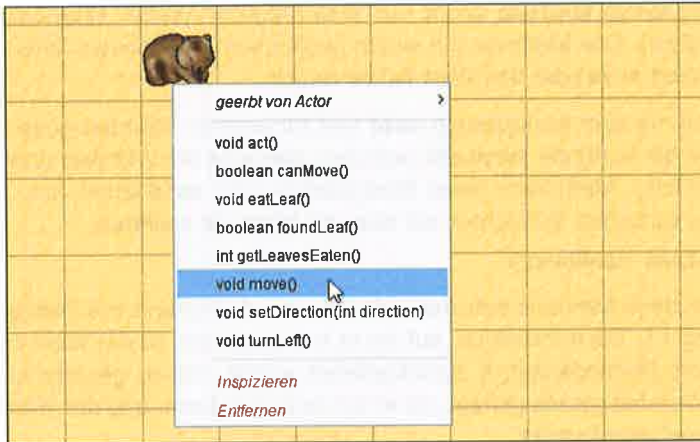 geerbt von Actor
void act()
boolean canMove()
void eatLeaf()
boolean foundLeaf()
int getLeavesEaten()
void move()
void setDirection(int direction)
void turnLeft()
Inspizieren
Entfernen